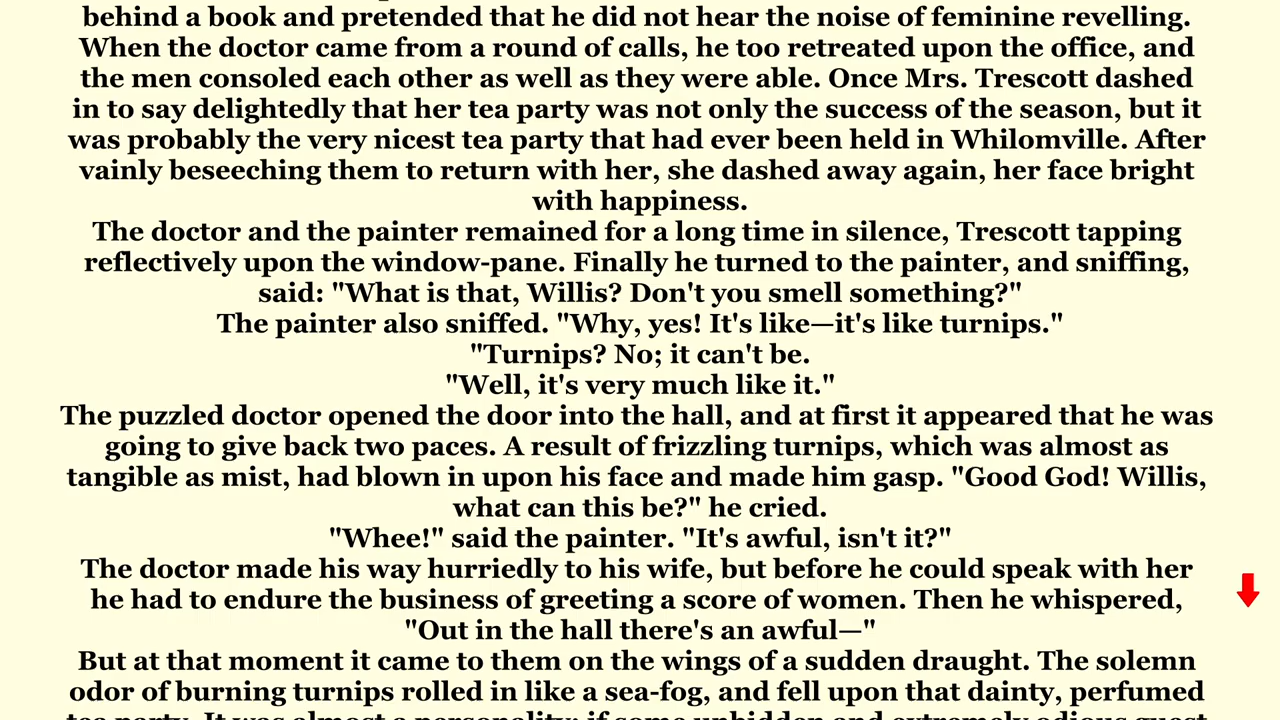 behind a book and pretended that he did not hear the noise of feminine revelling.
When the doctor came from a round of calls, he too retreated upon the office, and
the men consoled each other as well as they were able. Once Mrs. Trescott dashed
in to say delightedly that her tea party was not only the success of the season, but it
was probably the very nicest tea party that had ever been held in Whilomville. After
vainly beseeching them to return with her, she dashed away again, her face bright
with happiness.
The doctor and the painter remained for a long time in silence, Trescott tapping
reflectively upon the window-pane. Finally he turned to the painter, and sniffing,
said: "What is that, Willis? Don't you smell something?"
The painter also sniffed. "Why, yes! It's like—it's like turnips."
"Turnips? No; it can't be.
"Well, it's very much like it."
The puzzled doctor opened the door into the hall, and at first it appeared that he was
going to give back two paces. A result of frizzling turnips, which was almost as
tangible as mist, had blown in upon his face and made him gasp. "Good God! Willis,
what can this be?" he cried.
"Whee!" said the painter. "It's awful, isn't it?"
The doctor made his way hurriedly to his wife, but before he could speak with her
he had to endure the business of greeting a score of women. Then he whispered,
"Out in the hall there's an awful—"
But at that moment it came to them on the wings of a sudden draught. The solemn
odor of burning turnips rolled in like a sea-fog, and fell upon that dainty, perfumed
tea party. It was almost a personality; if some unbidden and extremely odious guest